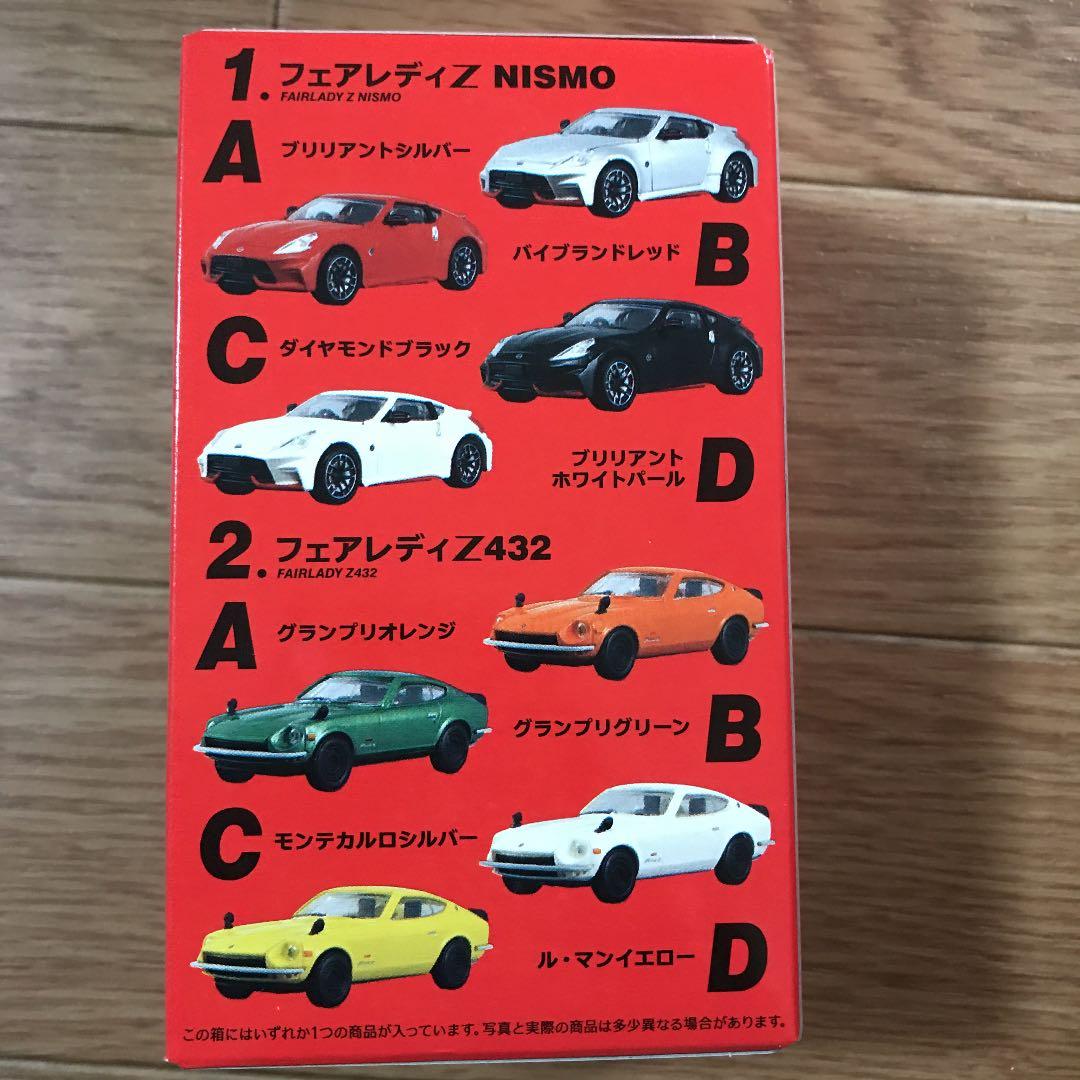 1. フェアレディZ NISMO
FAIRLADY Z NISMO
A ブリリアントシルバー
バイブランドレッド B
C ダイヤモンドブラック
ブリリアント
ホワイトパール D
2. フェアレディZ432
FAIRLADY Z432
A グランプリオレンジ
グランプリグリーン B
C モンテカルロシルバー
ル・マンイエロー D
この箱にはいずれか1つの商品が入っています。写真と実際の商品は多少異なる場合があります。